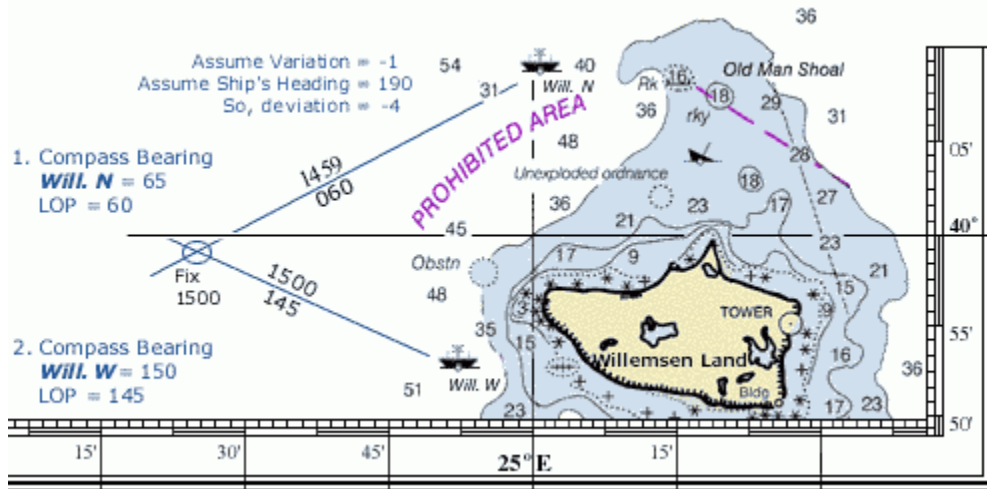 36
Assume Variation = -1
Assume Ship's Heading = 190
So, deviation = -4
54
40
31
Will. N
Rk
16
Old Man Shoal
18
29
36
rky
31
PROHIBITED AREA
48
28
05'
1. Compass Bearing
Will. N = 65
LOP = 60
1459
060
Unexploded ordnance
18
27
36
21
23
17
45
40°
23
Obstn
17
9
21
Fix
1500
1500
145
48
15
3
TOWER
9
35
15
55'
2. Compass Bearing
Will. W = 150
LOP = 145
Willemsen Land
16
36
51
Will. W
Bldg
23
17
23
50'
15'
30'
45'
25°E
15'